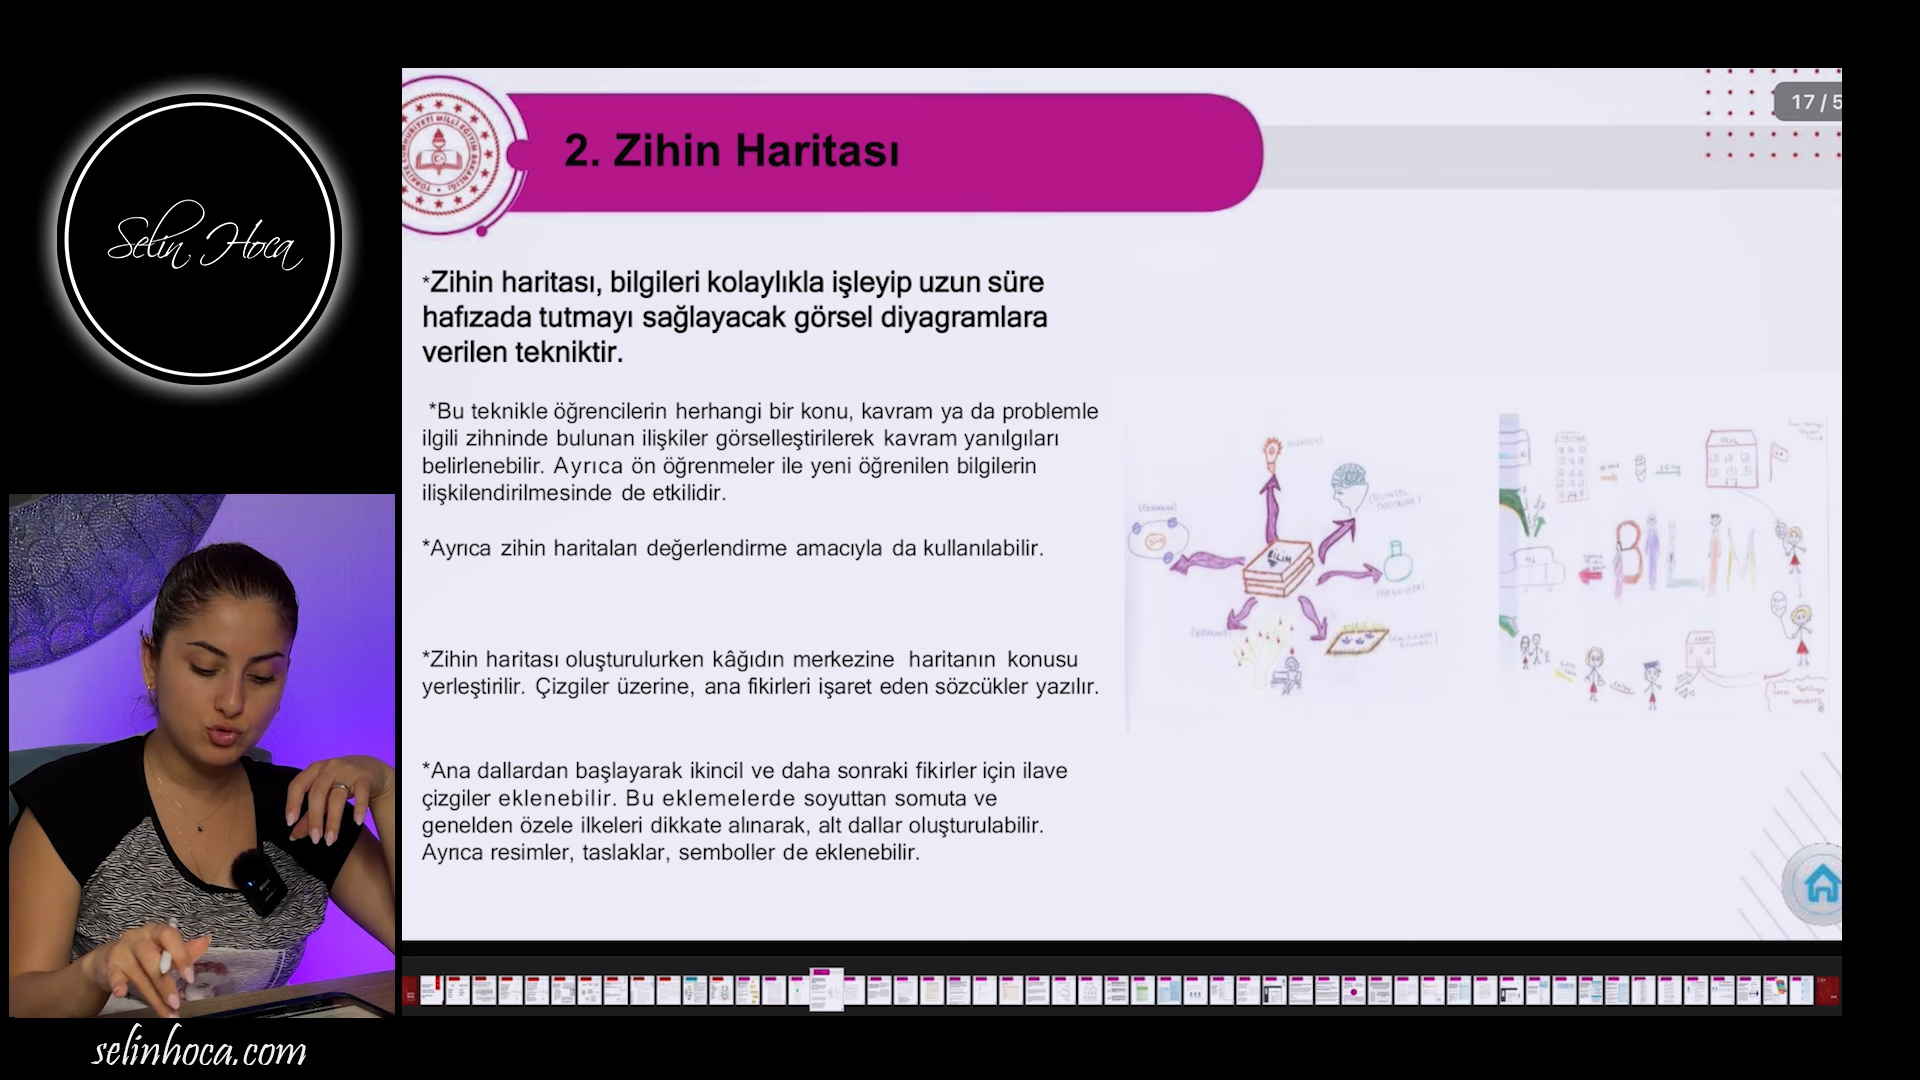 Selin Hoca
17 / 5
2. Zihin Haritası
*Zihin haritası, bilgileri kolaylıkla işleyip uzun süre
hafızada tutmayı sağlayacak görsel diyagramlara
verilen tekniktir.
*Bu teknikle öğrencilerin herhangi bir konu, kavram ya da problemle
ilgili zihninde bulunan ilişkiler görselleştirilerek kavram yanılgıları
belirlenebilir. Ayrıca ön öğrenmeler ile yeni öğrenilen bilgilerin
ilişkilendirilmesinde de etkilidir.
*Ayrıca zihin haritaları değerlendirme amacıyla da kullanılabilir.
*Zihin haritası oluşturulurken kâğıdın merkezine haritanın konusu
yerleştirilir. Çizgiler üzerine, ana fikirleri işaret eden sözcükler yazılır.
*Ana dallardan başlayarak ikincil ve daha sonraki fikirler için ilave
çizgiler eklenebilir. Bu eklemelerde soyuttan somuta ve
genelden özele ilkeleri dikkate alınarak, alt dallar oluşturulabilir.
Ayrıca resimler, taslaklar, semboller de eklenebilir.
BİLİM
BİLİM
selinhoca.com